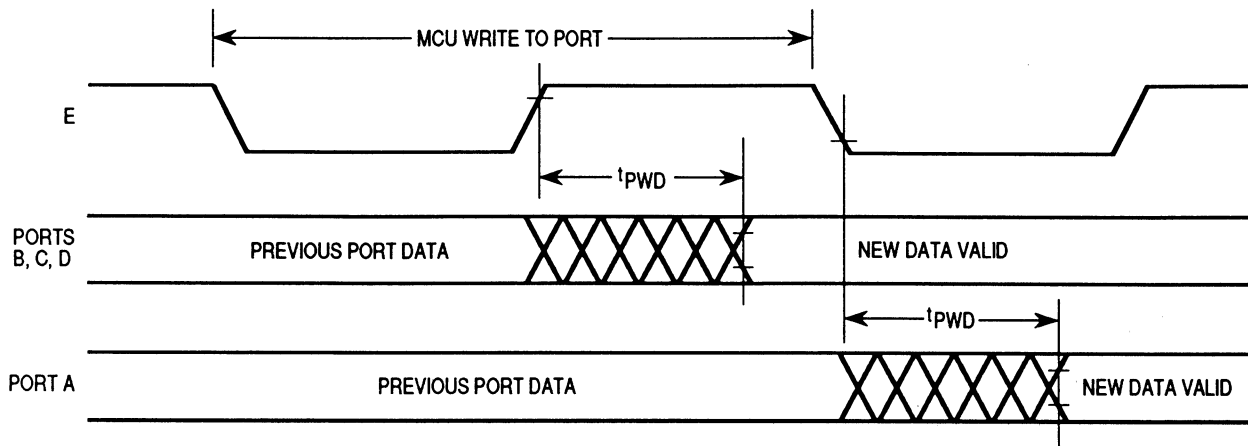 MCU WRITE TO PORT
E
tPWD
PORTS
B, C, D
PREVIOUS PORT DATA
NEW DATA VALID
tPWD
PORT A
PREVIOUS PORT DATA
NEW DATA VALID